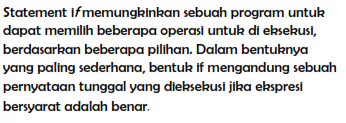 Statement if memungkinkan sebuah program untuk
dapat memilih beberapa operasi untuk di eksekusi,
berdasarkan beberapa pilihan. Dalam bentuknya
yang paling sederhana, bentuk if mengandung sebuah
pernyataan tunggal yang dieksekusi jika ekspresi
bersyarat adalah benar.